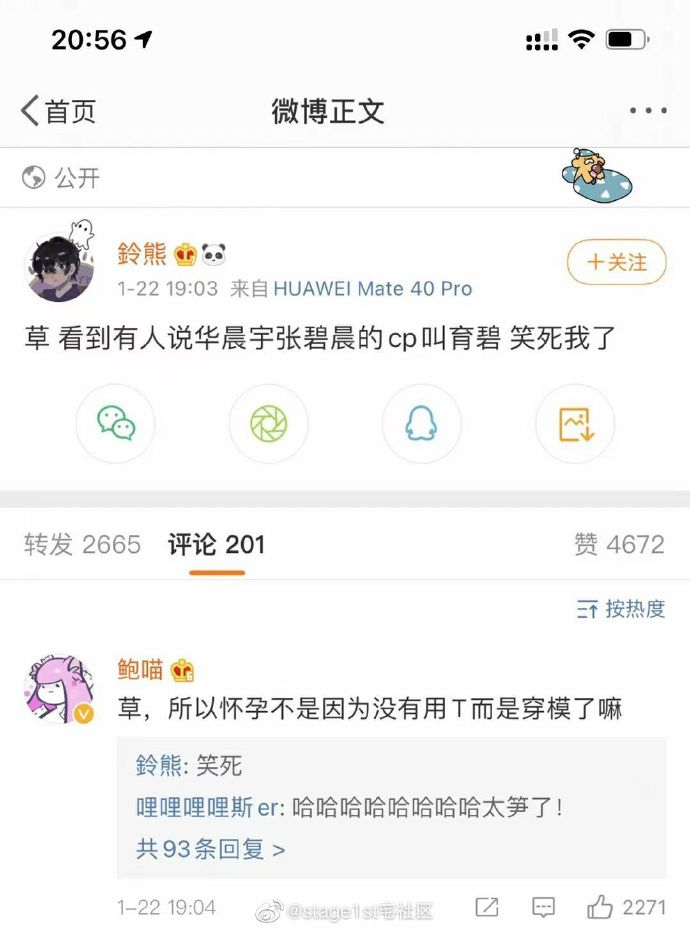 20:56
首页
微博正文
公开
鈴熊
+关注
1-22 19:03 来自 HUAWEI Mate 40 Pro
草 看到有人说华晨宇张碧晨的cp叫育碧 笑死我了
转发 2665 评论 201 赞 4672
按热度
鲍喵
草，所以怀孕不是因为没有用T而是穿模了嘛
鈴熊: 笑死
哩哩哩哩斯er: 哈哈哈哈哈哈哈哈太笋了!
共93条回复 >
1-22 19:04
@stage1st宅社区
2271